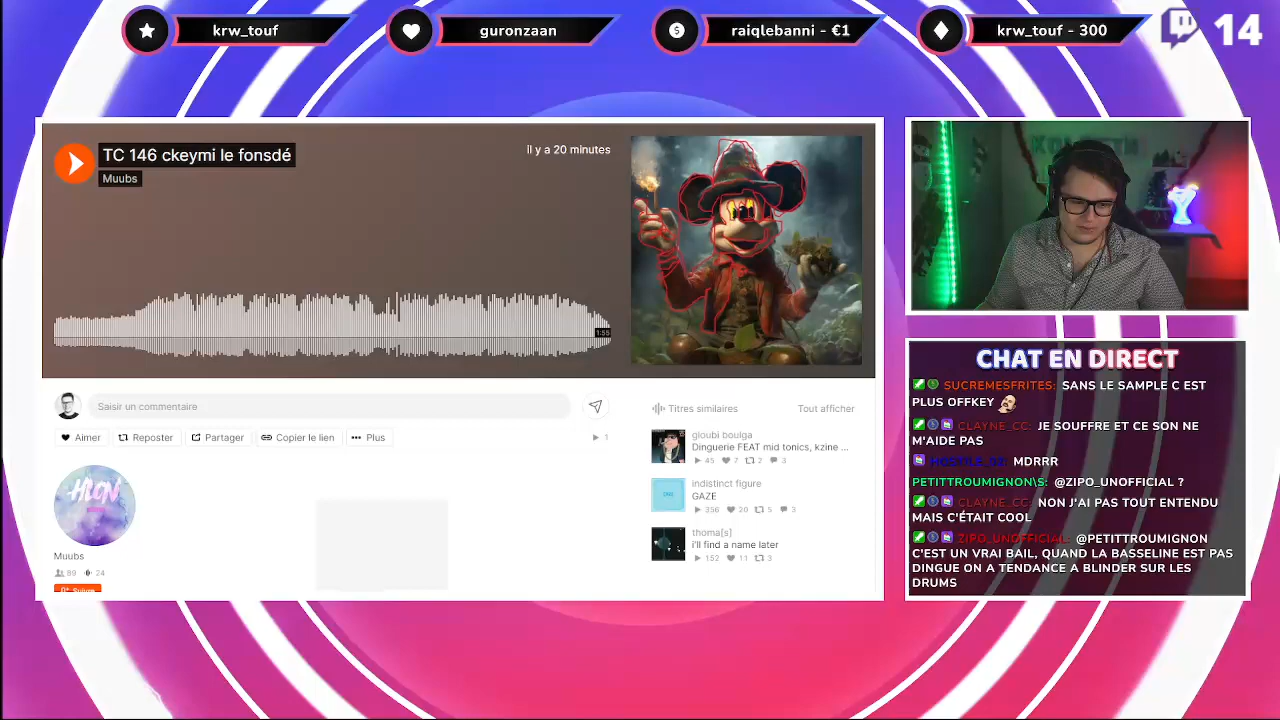 krw_touf
guronzaan
raiqlebanni - €1
krw_touf - 300
14
TC 146 ckeymi le fonsdé
Muubs
Il y a 20 minutes
1:55
Saisir un commentaire
Aimer
Reposter
Partager
Copier le lien
Plus
1
HLON
Muubs
89
24
Suivre
Titres similaires
Tout afficher
gloubi boulga
Dinguerie FEAT mid tonics, kzine ...
45 7 2 3
indistinct figure
GAZE
356 20 5 3
thoma[s]
i'll find a name later
152 11 3
CHAT EN DIRECT
SUCREMESFRITES: SANS LE SAMPLE C EST
PLUS OFFKEY
CLAYNE_CC: JE SOUFFRE ET CE SON NE
M'AIDE PAS
MDRRR
PETITTROUMIGNON\S: @ZIPO_UNOFFICIAL ?
CLAYNE_CC: NON J'AI PAS TOUT ENTENDU
MAIS C'ÉTAIT COOL
ZIPO_UNOFFICIAL: @PETITTROUMIGNON
C'EST UN VRAI BAIL, QUAND LA BASSELINE EST PAS
DINGUE ON A TENDANCE A BLINDER SUR LES
DRUMS